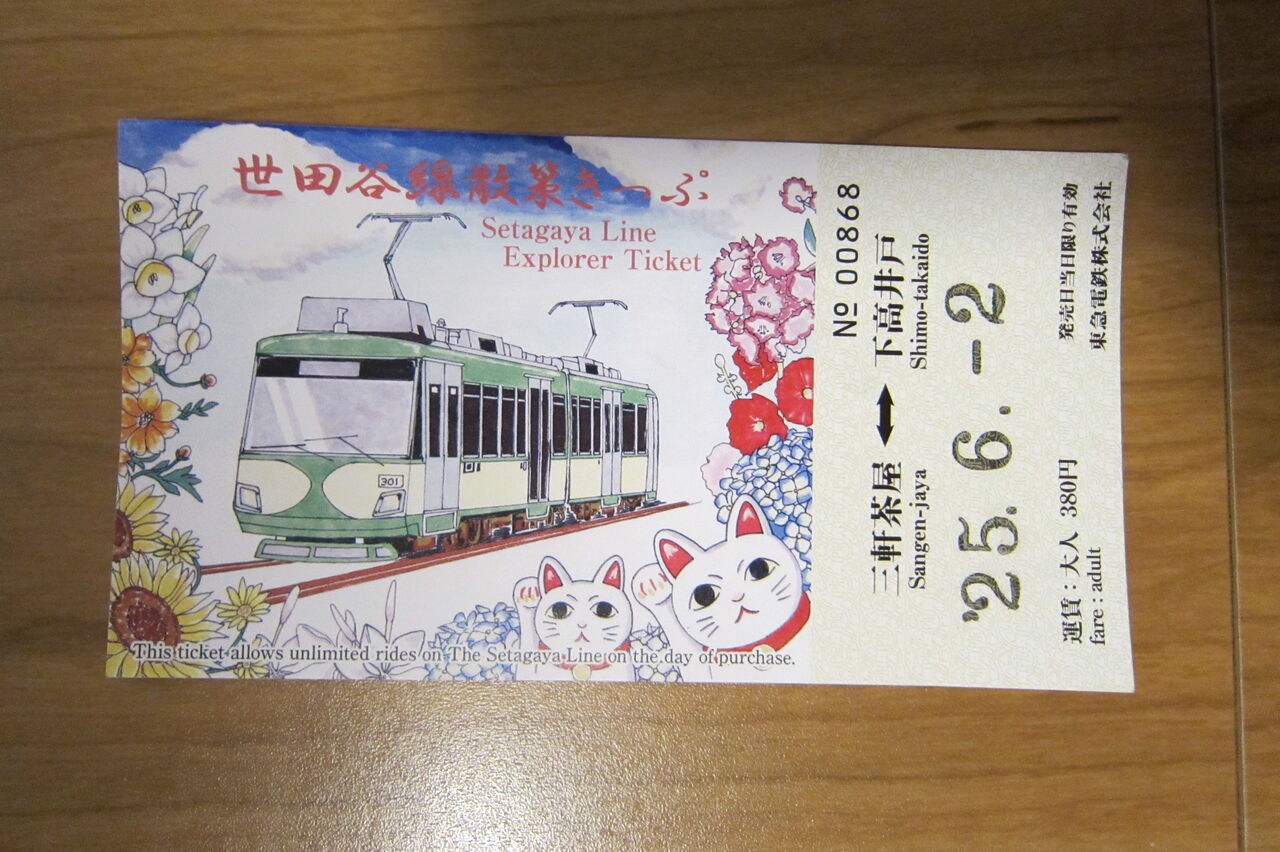 世田谷線散策きっぷ
Setagaya Line
Explorer Ticket
301
This ticket allows unlimited rides on The Setagaya Line on the day of purchase.
№ 00868
三軒茶屋 ↔ 下高井戸
Sangen-jaya Shimo-takaido
'25.6.-2
発売日当日限り有効
運賃：大人 380円
fare : adult
東急電鉄株式会社